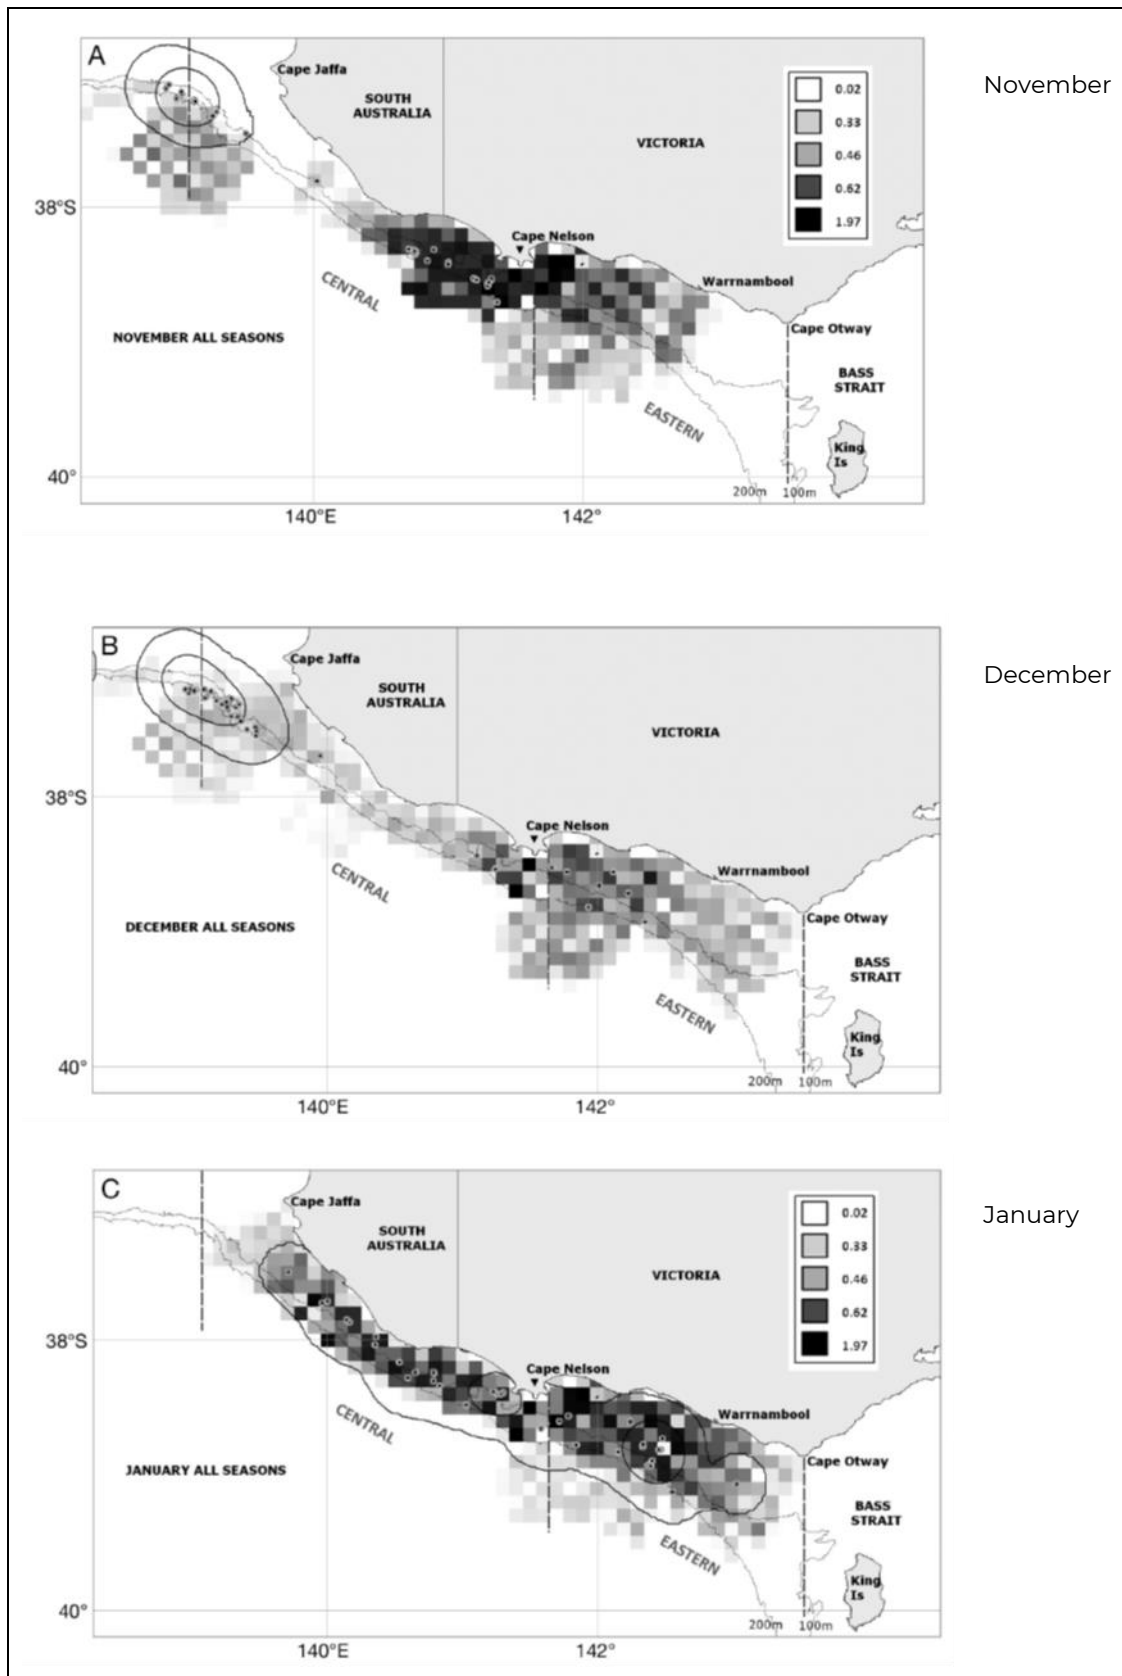 A
November
Cape Jaffa
SOUTH
AUSTRALIA
VICTORIA
0.02
0.33
0.46
0.62
1.97
38°S
Cape Nelson
Warrnambool
CENTRAL
Cape Otway
NOVEMBER ALL SEASONS
BASS
STRAIT
EASTERN
King
Is
40°
200m 100m
140°E
142°
B
December
Cape Jaffa
SOUTH
AUSTRALIA
VICTORIA
38°S
Cape Nelson
Warrnambool
CENTRAL
Cape Otway
DECEMBER ALL SEASONS
BASS
STRAIT
EASTERN
King
Is
40°
200m 100m
140°E
142°
C
January
Cape Jaffa
SOUTH
AUSTRALIA
VICTORIA
0.02
0.33
0.46
0.62
1.97
38°S
Cape Nelson
Warrnambool
CENTRAL
Cape Otway
JANUARY ALL SEASONS
BASS
STRAIT
EASTERN
King
Is
40°
200m 100m
140°E
142°